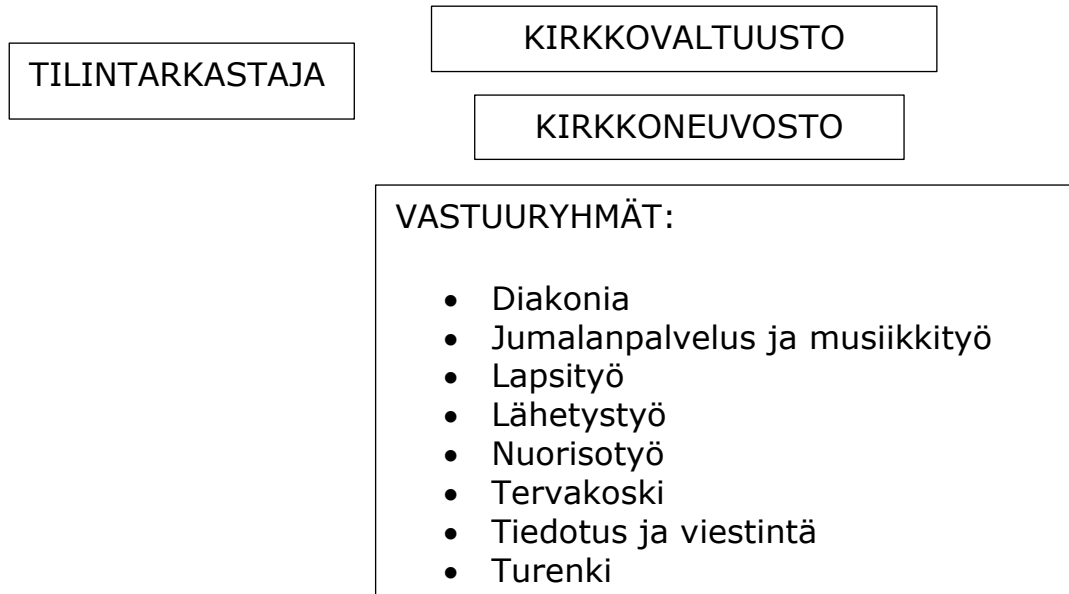 KIRKKOVALTUUSTO
TILINTARKASTAJA
KIRKKONEUVOSTO
VASTUURYHMÄT:
• Diakonia
• Jumalanpalvelus ja musiikkityö
• Lapsityö
• Lähetystyö
• Nuorisotyö
• Tervakoski
• Tiedotus ja viestintä
• Turenki